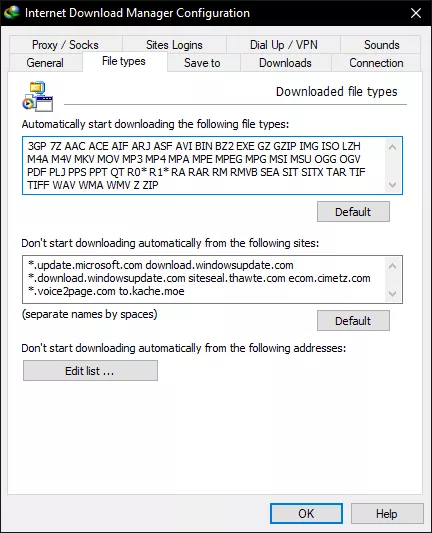 Internet Download Manager Configuration
Proxy / Socks Sites Logins Dial Up / VPN Sounds
General File types Save to Downloads Connection
Downloaded file types
Automatically start downloading the following file types:
3GP 7Z AAC ACE AIF ARJ ASF AVI BIN BZ2 EXE GZ GZIP IMG ISO LZH
M4A M4V MKV MOV MP3 MP4 MPA MPE MPEG MPG MSI MSU OGG OGV
PDF PLJ PPS PPT QT R0* R1* RA RAR RM RMVB SEA SIT SITX TAR TIF
TIFF WAV WMA WMV Z ZIP
Default
Don't start downloading automatically from the following sites:
*.update.microsoft.com download.windowsupdate.com
*.download.windowsupdate.com siteseal.thawte.com ecom.cimetz.com
*.voice2page.com to.kache.moe
(separate names by spaces)
Default
Don't start downloading automatically from the following addresses:
Edit list ...
OK Help